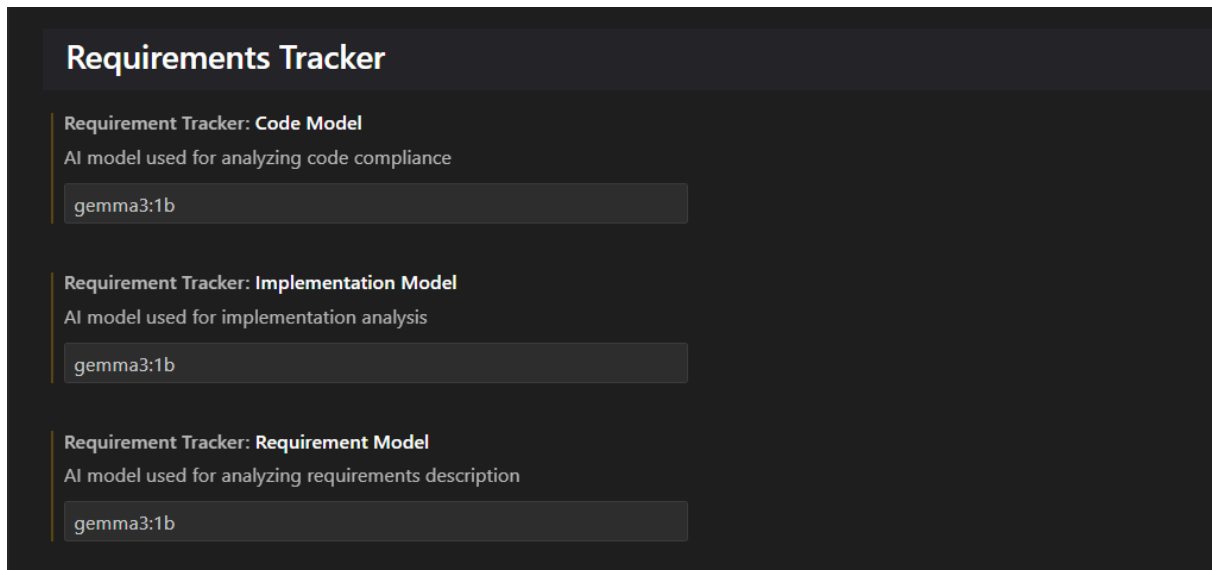 Requirements Tracker
Requirement Tracker: Code Model
AI model used for analyzing code compliance
gemma3:1b
Requirement Tracker: Implementation Model
AI model used for implementation analysis
gemma3:1b
Requirement Tracker: Requirement Model
AI model used for analyzing requirements description
gemma3:1b